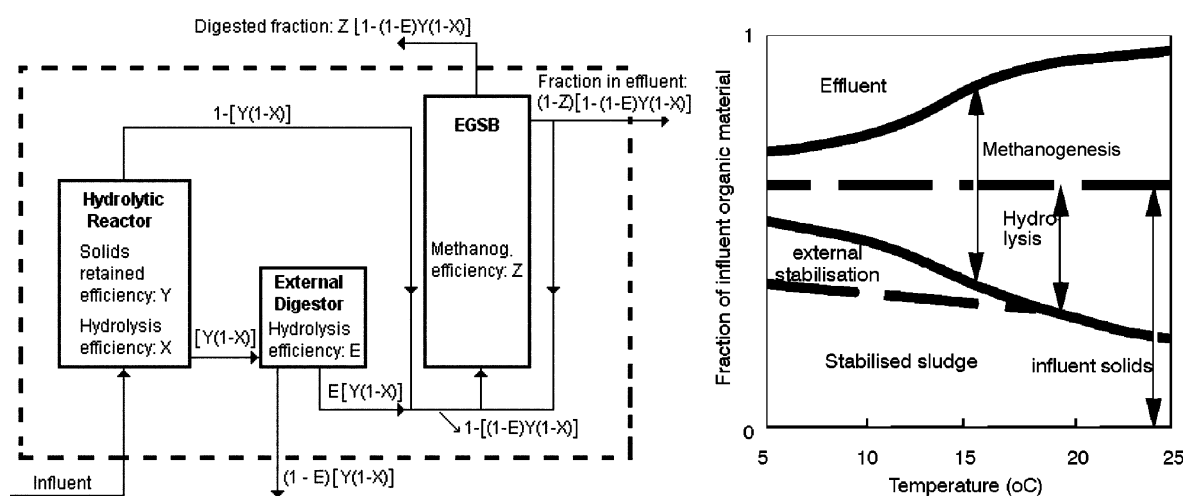 Digested fraction: Z [1-(1-E)Y(1-X)]
Fraction in effluent:
(1-Z)[1-(1-E)Y(1-X)]
1-[Y(1-X)]
EGSB
Methanog.
efficiency: Z
Hydrolytic
Reactor
Solids
retained
efficiency: Y
Hydrolysis
efficiency: X
[Y(1-X)]
External
Digestor
Hydrolysis
efficiency: E
E[Y(1-X)]
1-[(1-E)Y(1-X)]
(1 - E)[Y(1-X)]
Influent
Fraction of influent organic material
1
0
Effluent
Methanogenesis
Hydro
lysis
external
stabilisation
Stabilised sludge
influent solids
5
10
15
20
25
Temperature (oC)